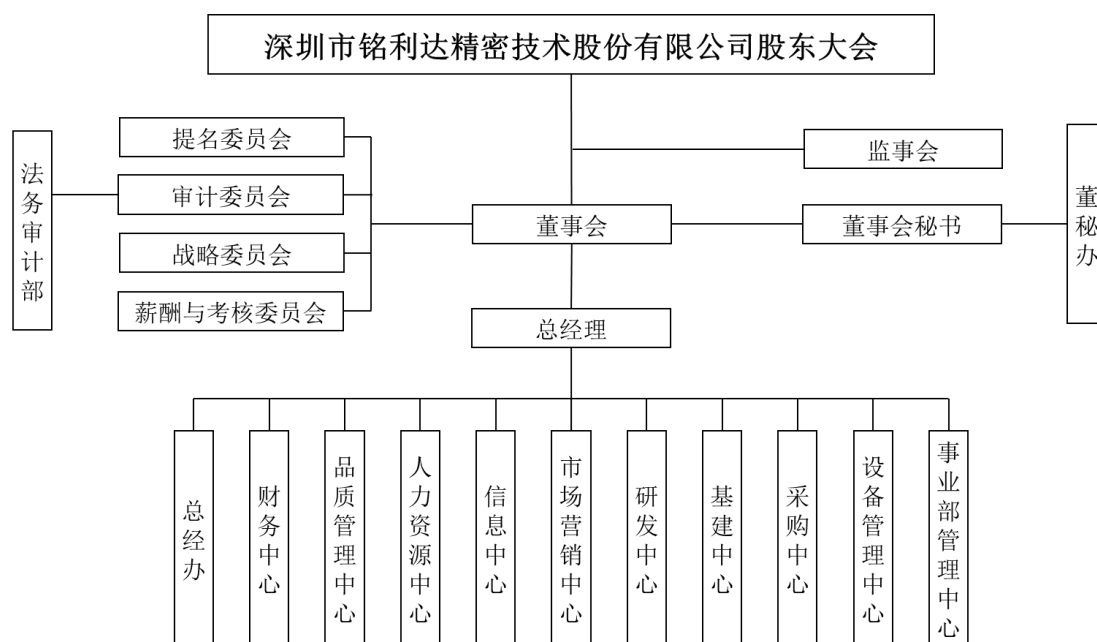 深圳市铭利达精密技术股份有限公司股东大会
提名委员会
监事会
法务审计部
审计委员会
董事会
董事会秘书
董秘办
战略委员会
薪酬与考核委员会
总经理
总经办
财务中心
品质管理中心
人力资源中心
信息中心
市场营销中心
研发中心
基建中心
采购中心
设备管理中心
事业部管理中心